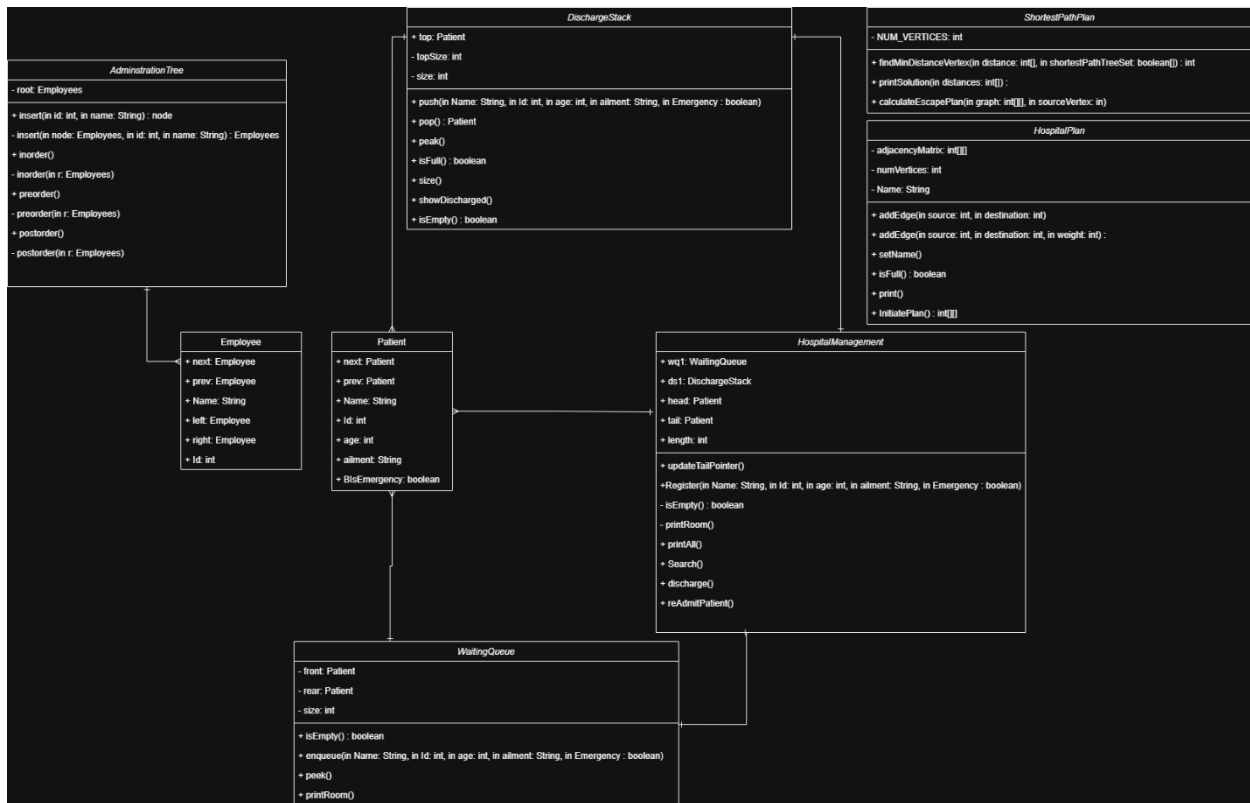 AdminstrationTree
- root: Employees
+ insert(in id: int, in name: String) : node
- insert(in node: Employees, in id: int, in name: String) : Employees
+ inorder()
- inorder(in r: Employees)
+ preorder()
- preorder(in r: Employees)
+ postorder()
- postorder(in r: Employees)
DischargeStack
+ top: Patient
- topSize: int
- size: int
+ push(in Name: String, in Id: int, in age: int, in ailment: String, in Emergency : boolean)
+ pop() : Patient
+ peak()
+ isFull() : boolean
+ size()
+ showDischarged()
+ isEmpty() : boolean
ShortestPathPlan
- NUM_VERTICES: int
+ findMinDistanceVertex(in distance: int[], in shortestPathTreeSet: boolean[]) : int
+ printSolution(in distances: int[]) :
+ calculateEscapePlan(in graph: int[][], in sourceVertex: in)
HospitalPlan
- adjacencyMatrix: int[][]
- numVertices: int
- Name: String
+ addEdge(in source: int, in destination: int)
+ addEdge(in source: int, in destination: int, in weight: int) :
+ setName()
+ isFull() : boolean
+ print()
+ InitiatePlan() : int[][]
Employee
+ next: Employee
+ prev: Employee
+ Name: String
+ left: Employee
+ right: Employee
+ Id: int
Patient
+ next: Patient
+ prev: Patient
+ Name: String
+ Id: int
+ age: int
+ ailment: String
+ BIsEmergency: boolean
HospitalManagement
+ wq1: WaitingQueue
+ ds1: DischargeStack
+ head: Patient
+ tail: Patient
+ length: int
+ updateTailPointer()
+Register(in Name: String, in Id: int, in age: int, in ailment: String, in Emergency : boolean)
- isEmpty() : boolean
- printRoom()
+ printAll()
+ Search()
+ discharge()
+ reAdmitPatient()
WaitingQueue
- front: Patient
- rear: Patient
- size: int
+ isEmpty() : boolean
+ enqueue(in Name: String, in Id: int, in age: int, in ailment: String, in Emergency : boolean)
+ peek()
+ printRoom()